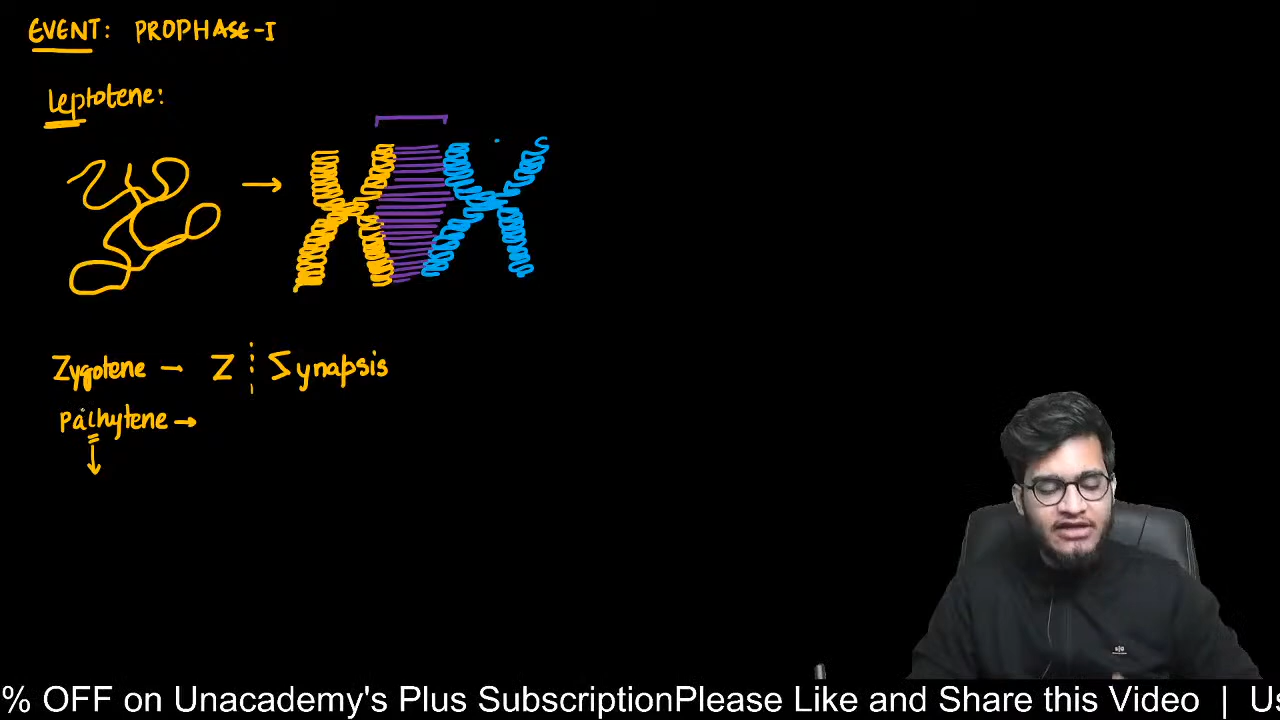 EVENT: PROPHASE-I
Leptotene:
Zygotene → Z Synapsis
Pachytene →
% OFF on Unacademy's Plus SubscriptionPlease Like and Share this Video | Us